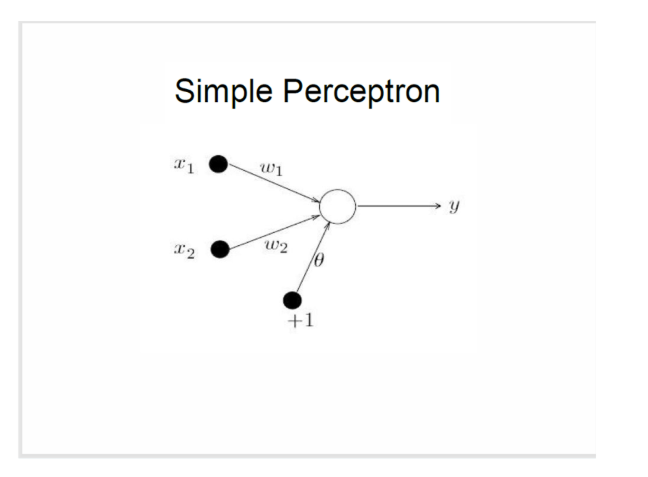 Simple Perceptron
x₁
w₁
y
x₂
w₂
θ
+1